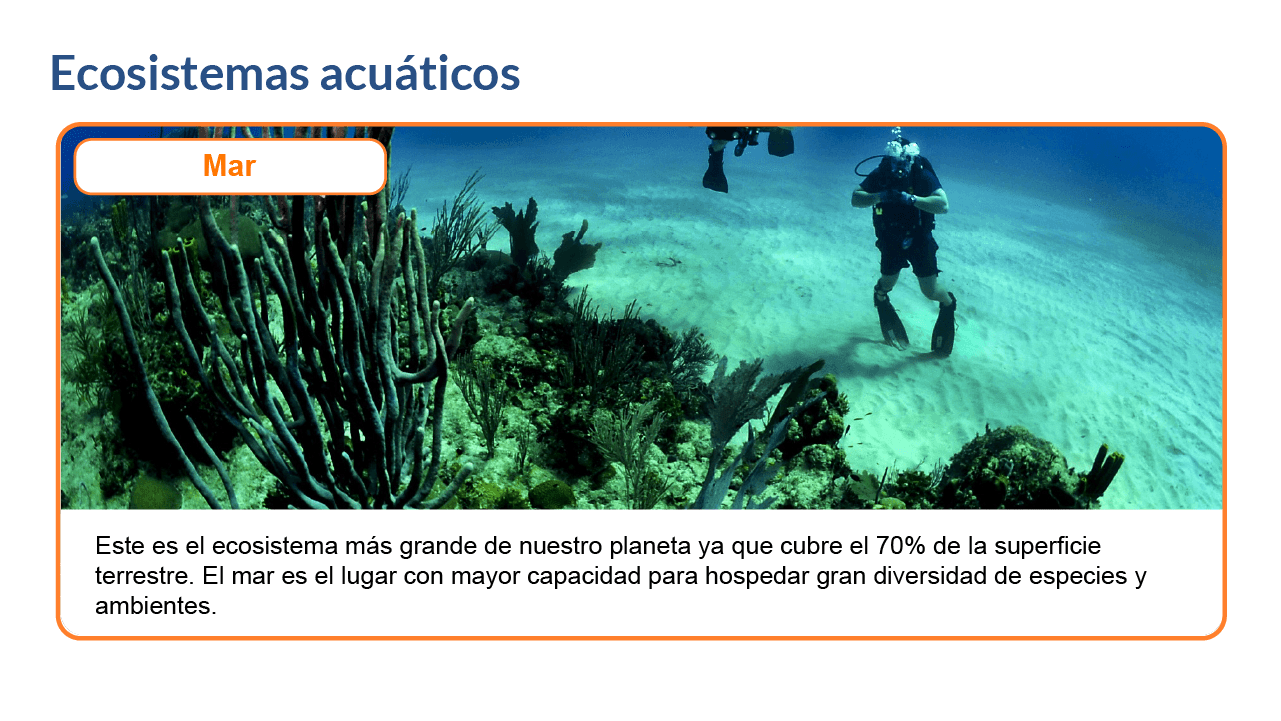 Ecosistemas acuáticos
Mar
Este es el ecosistema más grande de nuestro planeta ya que cubre el 70% de la superficie
terrestre. El mar es el lugar con mayor capacidad para hospedar gran diversidad de especies y
ambientes.